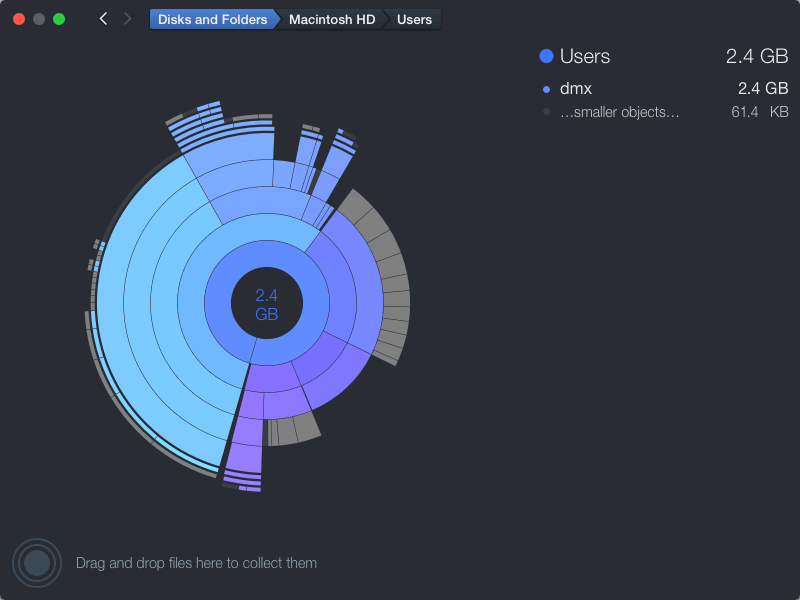 Disks and Folders Macintosh HD Users
Users 2.4 GB
dmx 2.4 GB
...smaller objects... 61.4 KB
2.4
GB
Drag and drop files here to collect them